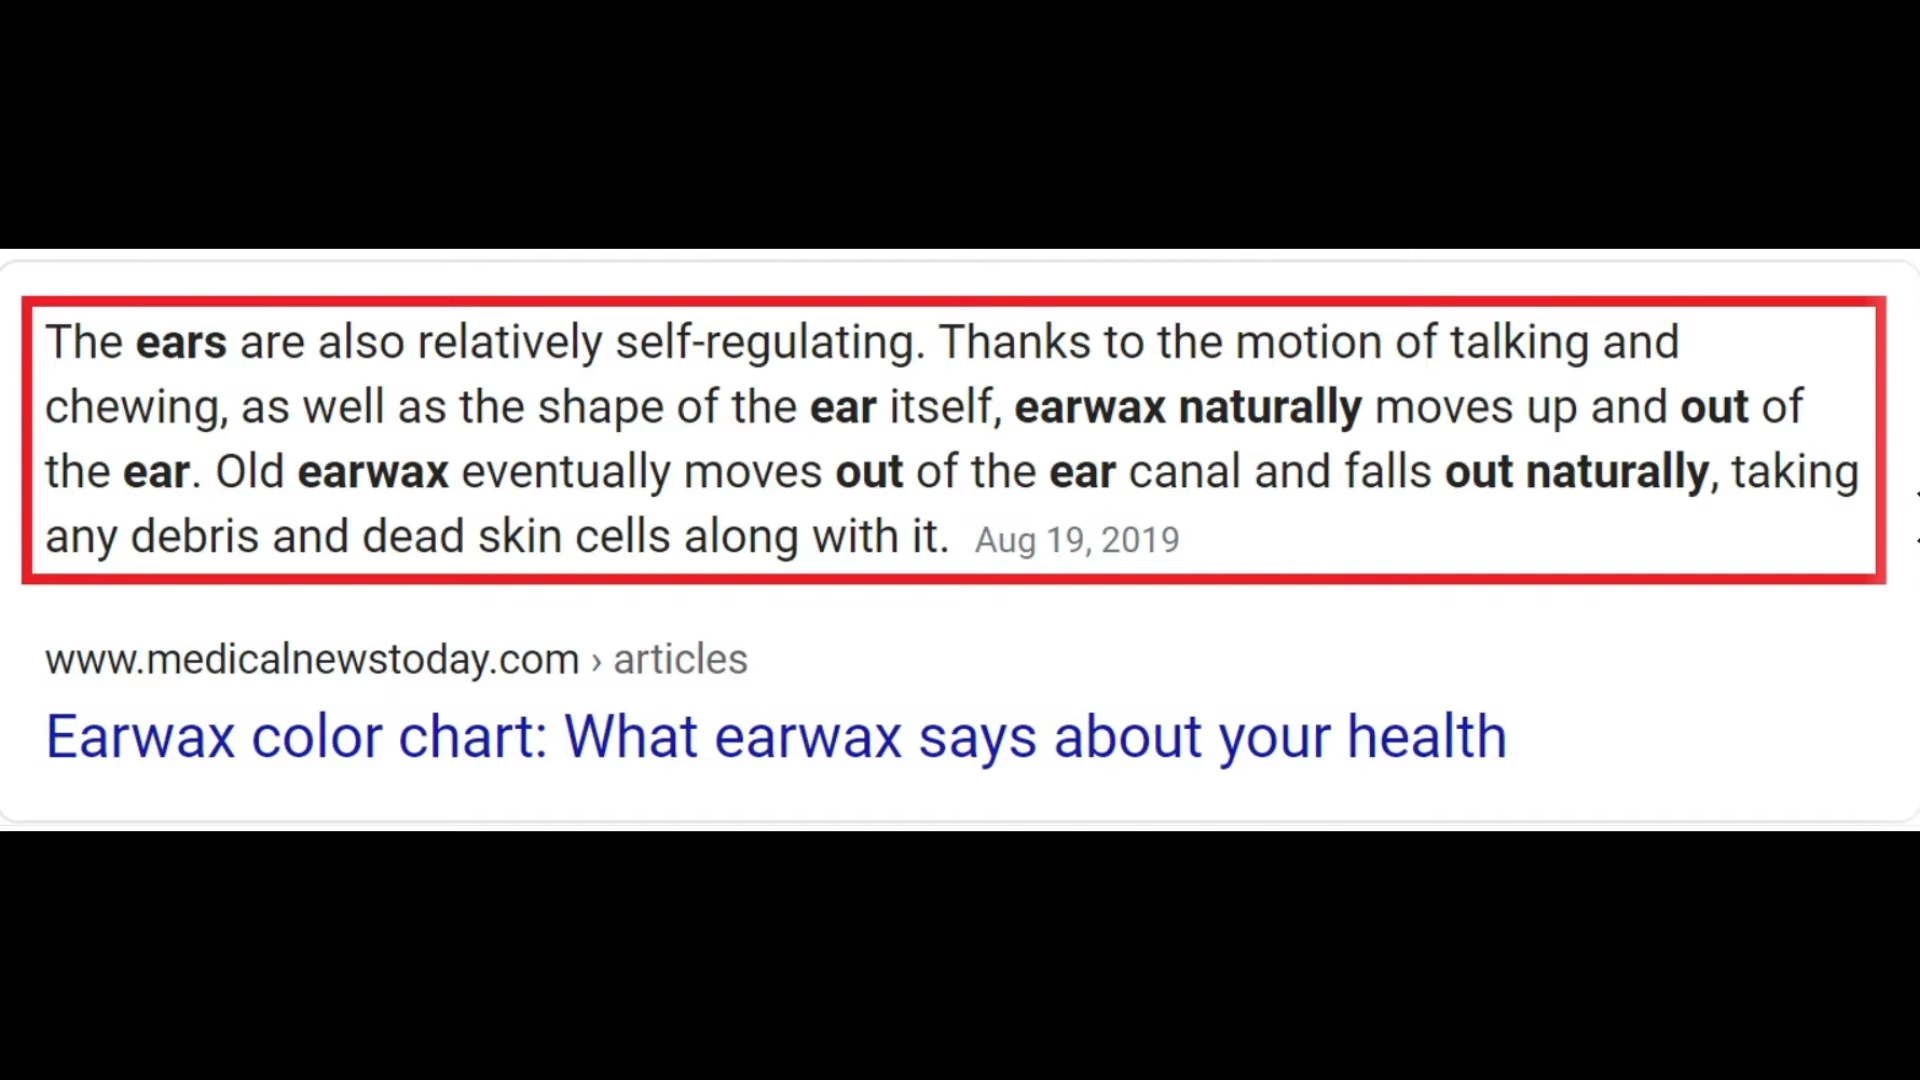 The ears are also relatively self-regulating. Thanks to the motion of talking and
chewing, as well as the shape of the ear itself, earwax naturally moves up and out of
the ear. Old earwax eventually moves out of the ear canal and falls out naturally, taking
any debris and dead skin cells along with it. Aug 19, 2019
www.medicalnewstoday.com › articles
Earwax color chart: What earwax says about your health